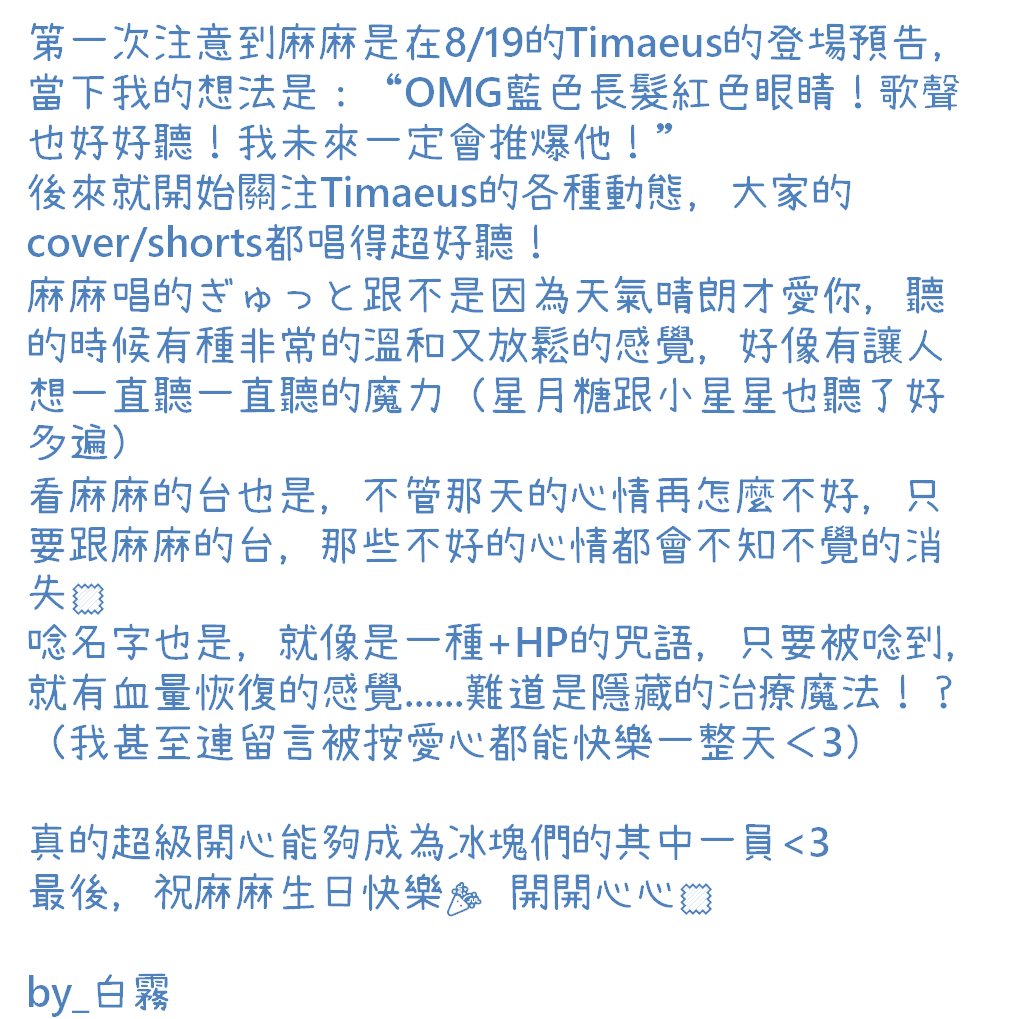 第一次注意到麻麻是在8/19的Timaeus的登場預告，
當下我的想法是：“OMG藍色長髮紅色眼睛！歌聲
也好好聽！我未來一定會推爆他！”
後來就開始關注Timaeus的各種動態，大家的
cover/shorts都唱得超好聽！
麻麻唱的ぎゅっと跟不是因為天氣晴朗才愛你，聽
的時候有種非常的溫和又放鬆的感覺，好像有讓人
想一直聽一直聽的魔力（星月糖跟小星星也聽了好
多遍）
看麻麻的台也是，不管那天的心情再怎麼不好，只
要跟麻麻的台，那些不好的心情都會不知不覺的消
失
唸名字也是，就像是一種+HP的咒語，只要被唸到，
就有血量恢復的感覺......難道是隱藏的治療魔法！？
（我甚至連留言被按愛心都能快樂一整天＜3）
真的超級開心能夠成為冰塊們的其中一員<3
最後，祝麻麻生日快樂🎉 開開心心
by_白霧